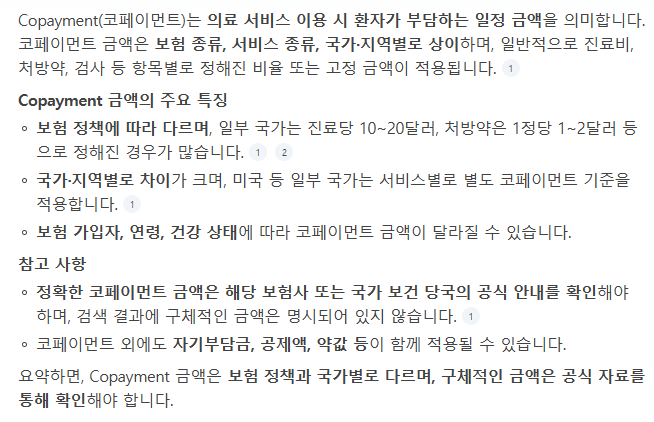 Copayment(코페이먼트)는 의료 서비스 이용 시 환자가 부담하는 일정 금액을 의미합니다.
코페이먼트 금액은 보험 종류, 서비스 종류, 국가·지역별로 상이하며, 일반적으로 진료비,
처방약, 검사 등 항목별로 정해진 비율 또는 고정 금액이 적용됩니다. 1
Copayment 금액의 주요 특징
보험 정책에 따라 다르며, 일부 국가는 진료당 10~20달러, 처방약은 1정당 1~2달러 등
으로 정해진 경우가 많습니다. 1 2
국가·지역별로 차이가 크며, 미국 등 일부 국가는 서비스별로 별도 코페이먼트 기준을
적용합니다. 1
보험 가입자, 연령, 건강 상태에 따라 코페이먼트 금액이 달라질 수 있습니다.
참고 사항
정확한 코페이먼트 금액은 해당 보험사 또는 국가 보건 당국의 공식 안내를 확인해야
하며, 검색 결과에 구체적인 금액은 명시되어 있지 않습니다. 1
코페이먼트 외에도 자기부담금, 공제액, 약값 등이 함께 적용될 수 있습니다.
요약하면, Copayment 금액은 보험 정책과 국가별로 다르며, 구체적인 금액은 공식 자료를
통해 확인해야 합니다.